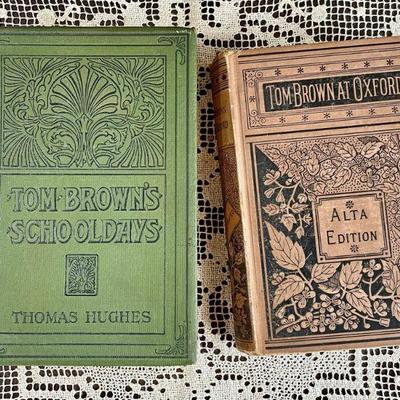 TOM·BROWN'S
SCHOOLDAYS
THOMAS HUGHES
TOM BROWN AT OXFORD
ALTA
EDITION